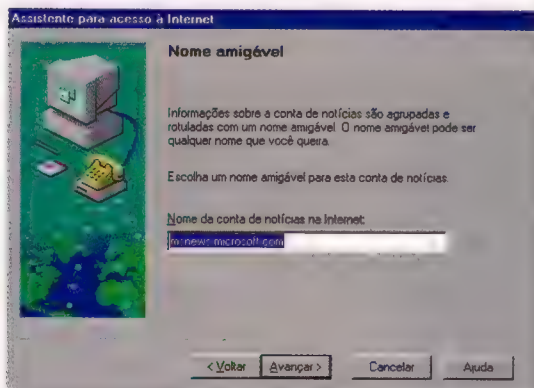 Assistente para acesso à Internet
Nome amigável
Informações sobre a conta de notícias são agrupadas e
rotuladas com um nome amigável. O nome amigável pode ser
qualquer nome que você queira.
Escolha um nome amigável para esta conta de notícias.
Nome da conta de notícias na Internet:
msnews.microsoft.com
< Voltar
Avançar >
Cancelar
Ajuda